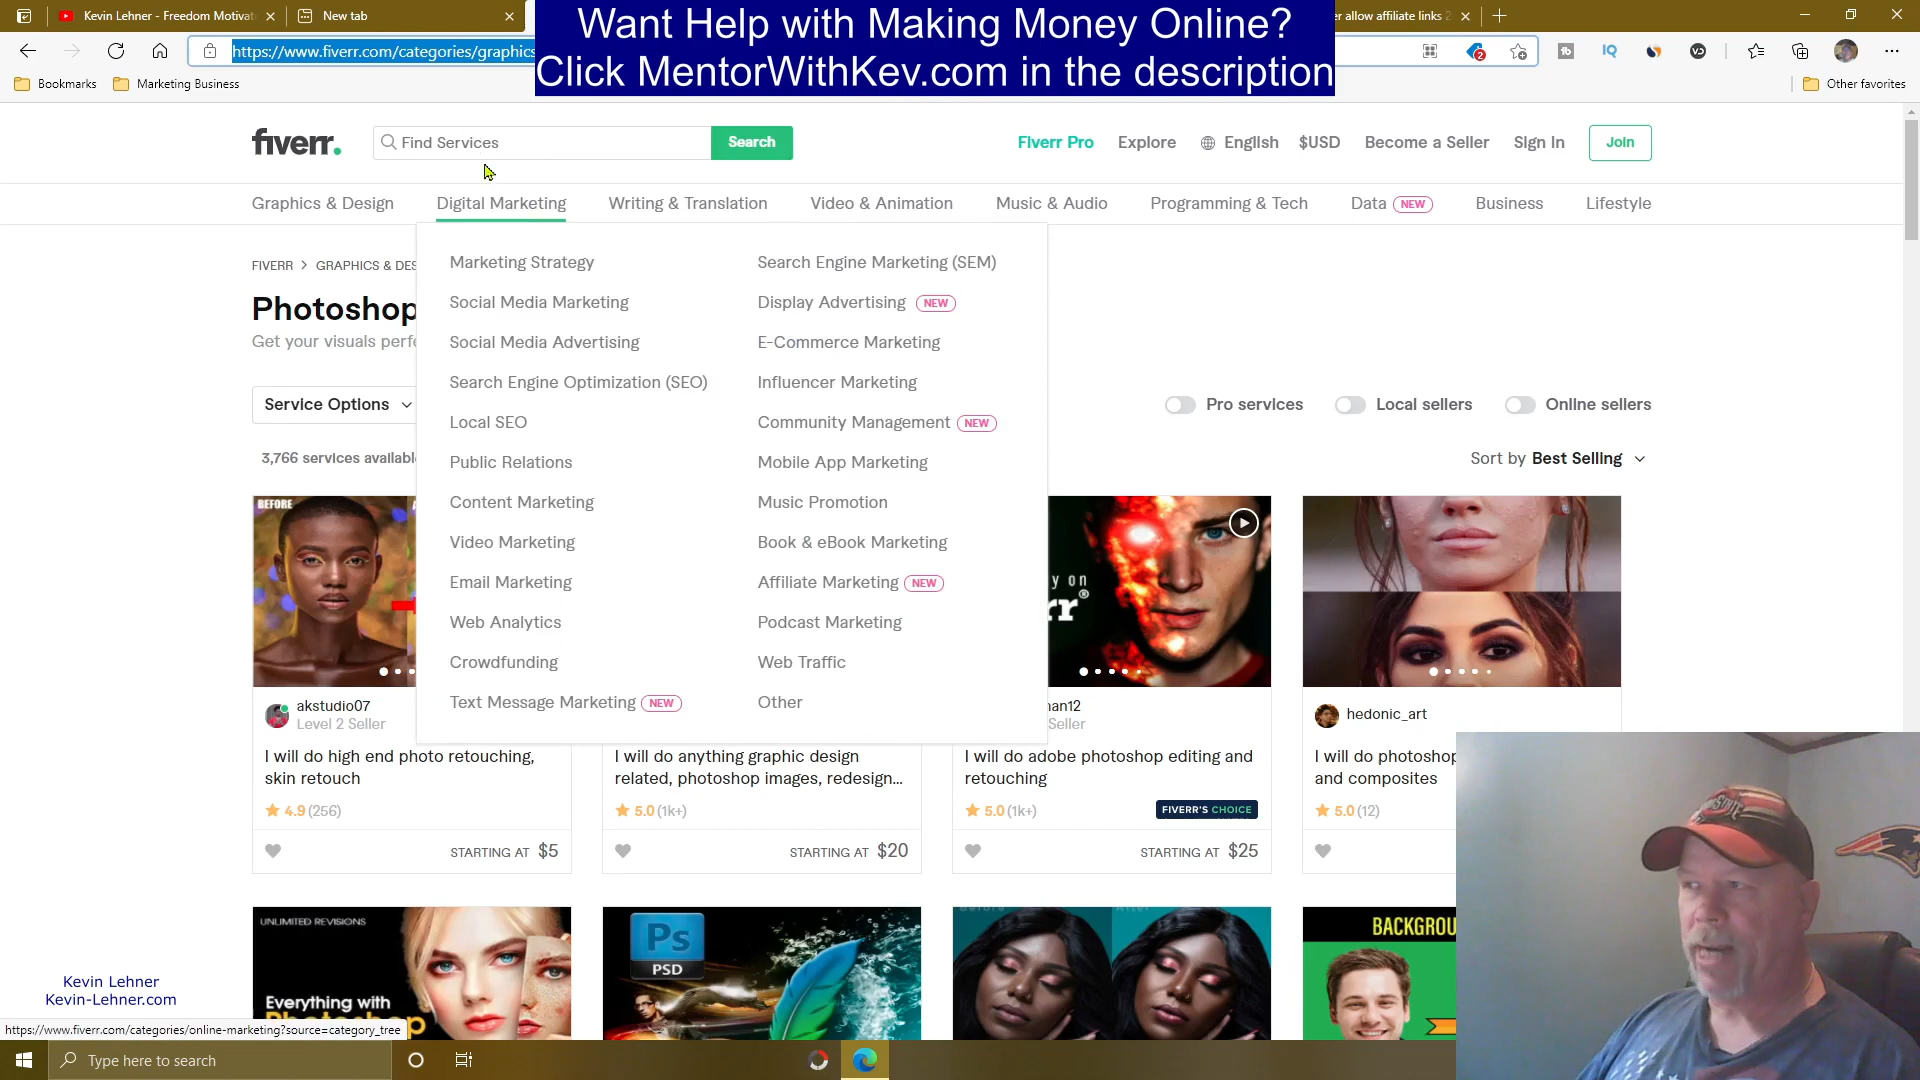 Kevin Lehner - Freedom Motivat
New tab
Want Help with Making Money Online?
Click MentorWithKev.com in the description
er allow affiliate links 2
https://www.fiverr.com/categories/graphics
2
Bookmarks
Marketing Business
Other favorites
fiverr.
Find Services
Search
Fiverr Pro
Explore
English
$USD
Become a Seller
Sign In
Join
Graphics & Design
Digital Marketing
Writing & Translation
Video & Animation
Music & Audio
Programming & Tech
Data NEW
Business
Lifestyle
FIVERR > GRAPHICS & DES
Photoshop
Get your visuals perfe
Marketing Strategy
Social Media Marketing
Social Media Advertising
Search Engine Optimization (SEO)
Local SEO
Public Relations
Content Marketing
Video Marketing
Email Marketing
Web Analytics
Crowdfunding
Text Message Marketing NEW
Search Engine Marketing (SEM)
Display Advertising NEW
E-Commerce Marketing
Influencer Marketing
Community Management NEW
Mobile App Marketing
Music Promotion
Book & eBook Marketing
Affiliate Marketing NEW
Podcast Marketing
Web Traffic
Other
Service Options
Pro services
Local sellers
Online sellers
3,766 services availabl
Sort by Best Selling
BEFORE
akstudio07
Level 2 Seller
I will do high end photo retouching,
skin retouch
4.9 (256)
STARTING AT $5
I will do anything graphic design
related, photoshop images, redesign...
5.0 (1k+)
STARTING AT $20
y on
rr®
nan12
Seller
I will do adobe photoshop editing and
retouching
5.0 (1k+)
FIVERR'S CHOICE
STARTING AT $25
hedonic_art
I will do photoshop
and composites
5.0 (12)
UNLIMITED REVISIONS
Everything with
Photoshop
Ps
PSD
Before
After
BACKGROU
Kevin Lehner
Kevin-Lehner.com
https://www.fiverr.com/categories/online-marketing?source=category_tree
Type here to search